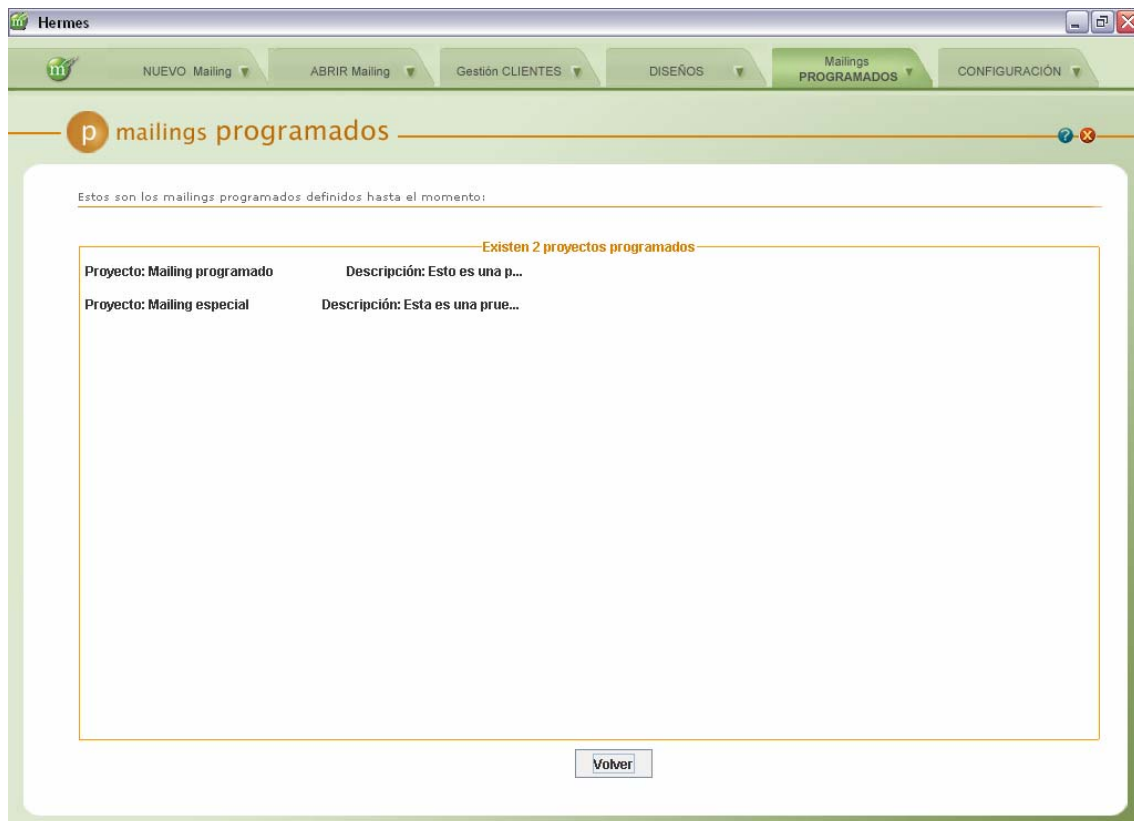 Hermes
NUEVO Mailing
ABRIR Mailing
Gestión CLIENTES
DISEÑOS
Mailings
PROGRAMADOS
CONFIGURACIÓN
p mailings programados
Estos son los mailings programados definidos hasta el momento:
Existen 2 proyectos programados
Proyecto: Mailing programado Descripción: Esto es una p...
Proyecto: Mailing especial Descripción: Esta es una prue...
Volver